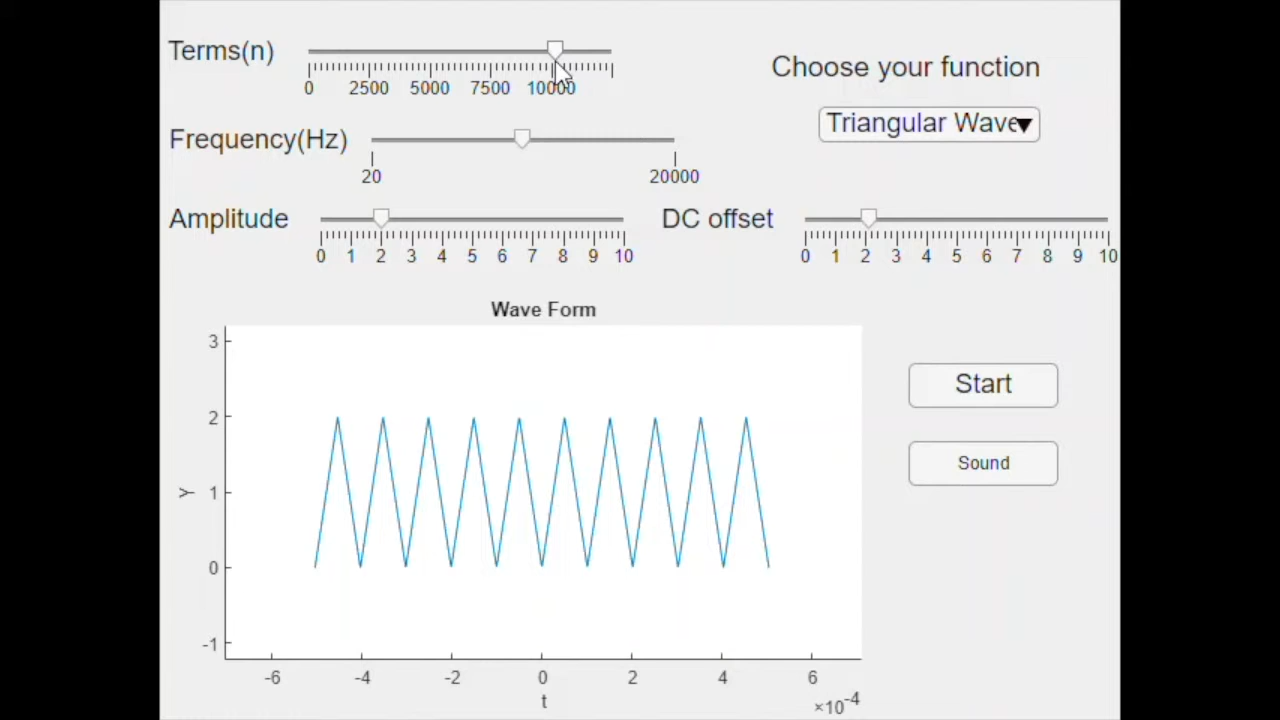 Terms(n)
0 2500 5000 7500 10000
Choose your function
Triangular Wave
Frequency(Hz)
20 20000
Amplitude
0 1 2 3 4 5 6 7 8 9 10
DC offset
0 1 2 3 4 5 6 7 8 9 10
Wave Form
3
2
1
0
-1
Y
-6 -4 -2 0 2 4 6
t
×10-4
Start
Sound